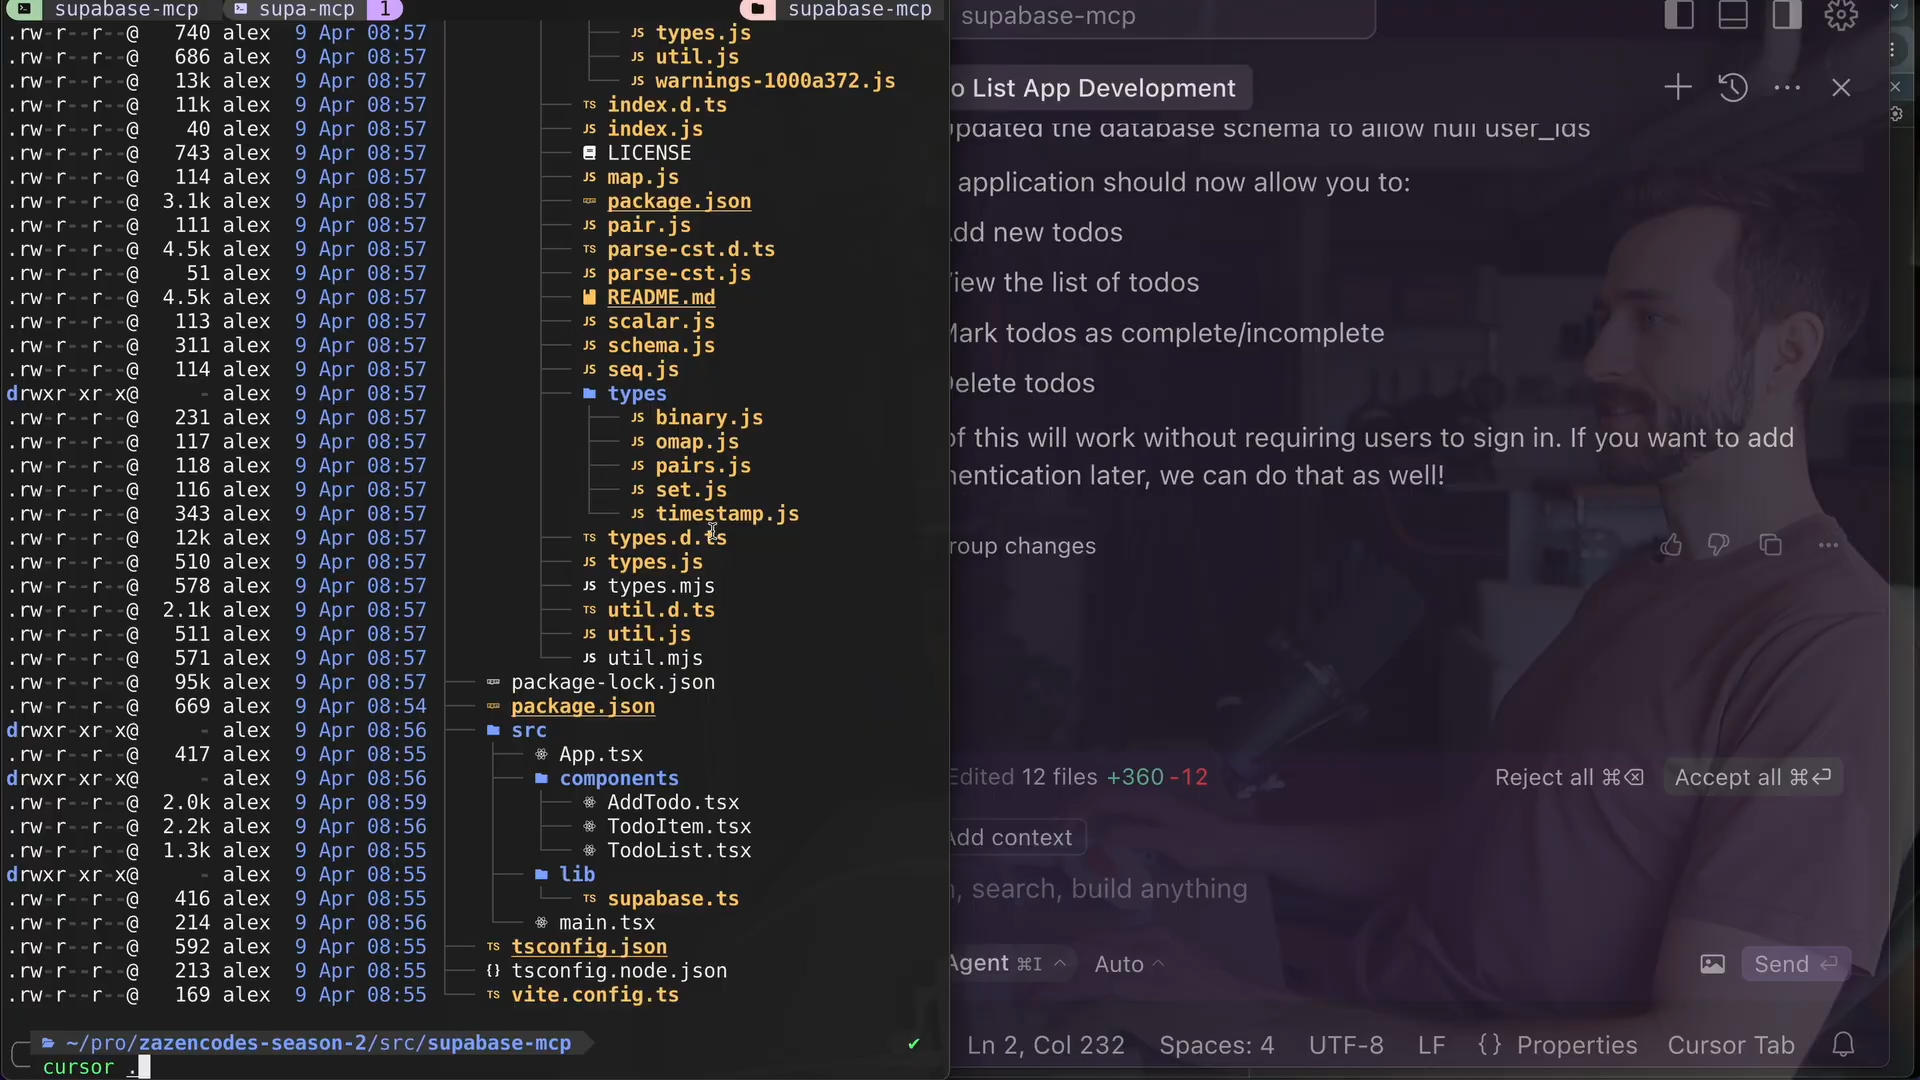 supabase-mcp supa-mcp 1 supabase-mcp
.rw-r--r--@ 740 alex 9 Apr 08:57 types.js
.rw-r--r--@ 686 alex 9 Apr 08:57 util.js
.rw-r--r--@ 13k alex 9 Apr 08:57 warnings-1000a372.js
.rw-r--r--@ 11k alex 9 Apr 08:57 index.d.ts
.rw-r--r--@ 40 alex 9 Apr 08:57 index.js
.rw-r--r--@ 743 alex 9 Apr 08:57 LICENSE
.rw-r--r--@ 114 alex 9 Apr 08:57 map.js
.rw-r--r--@ 3.1k alex 9 Apr 08:57 package.json
.rw-r--r--@ 111 alex 9 Apr 08:57 pair.js
.rw-r--r--@ 4.5k alex 9 Apr 08:57 parse-cst.d.ts
.rw-r--r--@ 51 alex 9 Apr 08:57 parse-cst.js
.rw-r--r--@ 4.5k alex 9 Apr 08:57 README.md
.rw-r--r--@ 113 alex 9 Apr 08:57 scalar.js
.rw-r--r--@ 311 alex 9 Apr 08:57 schema.js
.rw-r--r--@ 114 alex 9 Apr 08:57 seq.js
drwxr-xr-x@ - alex 9 Apr 08:57 types
.rw-r--r--@ 231 alex 9 Apr 08:57 binary.js
.rw-r--r--@ 117 alex 9 Apr 08:57 omap.js
.rw-r--r--@ 118 alex 9 Apr 08:57 pairs.js
.rw-r--r--@ 116 alex 9 Apr 08:57 set.js
.rw-r--r--@ 343 alex 9 Apr 08:57 timestamp.js
.rw-r--r--@ 12k alex 9 Apr 08:57 types.d.ts
.rw-r--r--@ 510 alex 9 Apr 08:57 types.js
.rw-r--r--@ 578 alex 9 Apr 08:57 types.mjs
.rw-r--r--@ 2.1k alex 9 Apr 08:57 util.d.ts
.rw-r--r--@ 511 alex 9 Apr 08:57 util.js
.rw-r--r--@ 571 alex 9 Apr 08:57 util.mjs
.rw-r--r--@ 95k alex 9 Apr 08:57 package-lock.json
.rw-r--r--@ 669 alex 9 Apr 08:54 package.json
drwxr-xr-x@ - alex 9 Apr 08:56 src
.rw-r--r--@ 417 alex 9 Apr 08:55 App.tsx
drwxr-xr-x@ - alex 9 Apr 08:56 components
.rw-r--r--@ 2.0k alex 9 Apr 08:59 AddTodo.tsx
.rw-r--r--@ 2.2k alex 9 Apr 08:56 TodoItem.tsx
.rw-r--r--@ 1.3k alex 9 Apr 08:55 TodoList.tsx
drwxr-xr-x@ - alex 9 Apr 08:55 lib
.rw-r--r--@ 416 alex 9 Apr 08:55 supabase.ts
.rw-r--r--@ 214 alex 9 Apr 08:56 main.tsx
.rw-r--r--@ 592 alex 9 Apr 08:55 tsconfig.json
.rw-r--r--@ 213 alex 9 Apr 08:55 {} tsconfig.node.json
.rw-r--r--@ 169 alex 9 Apr 08:55 vite.config.ts
~/pro/zazencodes-season-2/src/supabase-mcp ✔
cursor .
supabase-mcp
o List App Development
pdated the database schema to allow null user_ids
application should now allow you to:
dd new todos
iew the list of todos
Mark todos as complete/incomplete
elete todos
of this will work without requiring users to sign in. If you want to add
hentication later, we can do that as well!
roup changes
Edited 12 files +360 -12 Reject all ⌘⌫ Accept all ⌘⏎
Add context
, search, build anything
Agent ⌘I Auto Send ⏎
Ln 2, Col 232 Spaces: 4 UTF-8 LF {} Properties Cursor Tab